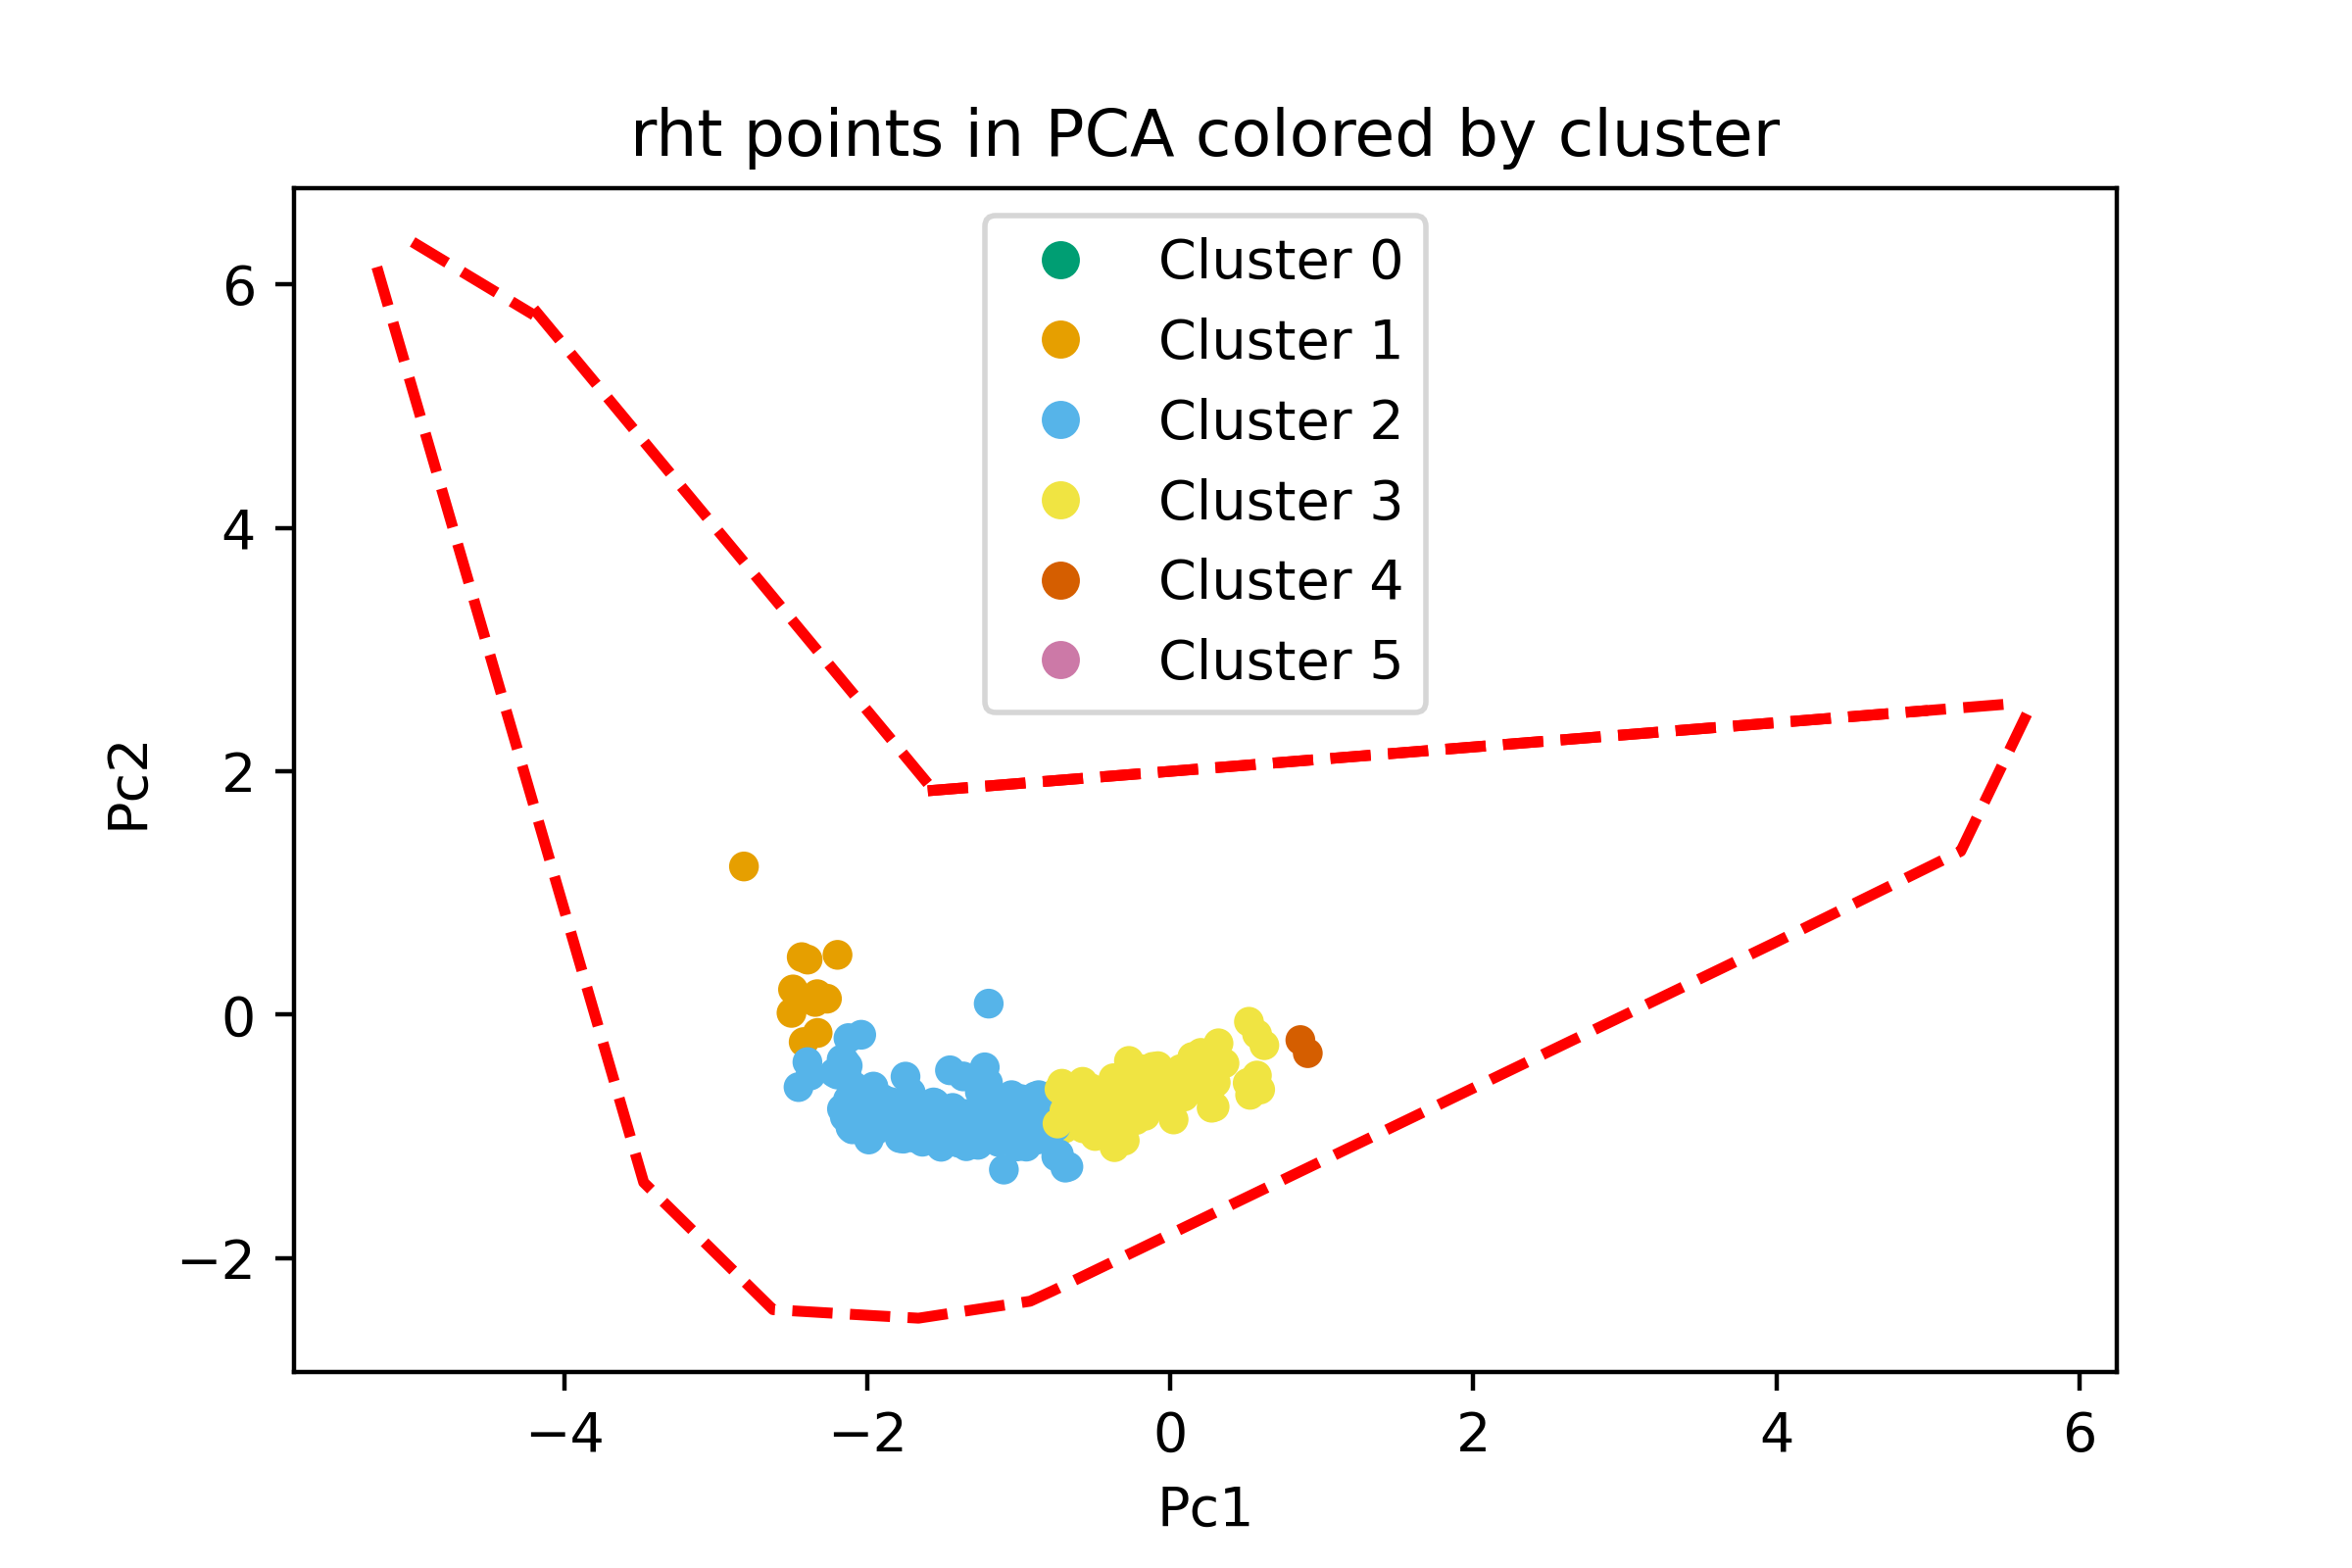 rht points in PCA colored by cluster
Cluster 0
Cluster 1
Cluster 2
Cluster 3
Cluster 4
Cluster 5
6
4
2
0
−2
Pc2
−4 −2 0 2 4 6
Pc1